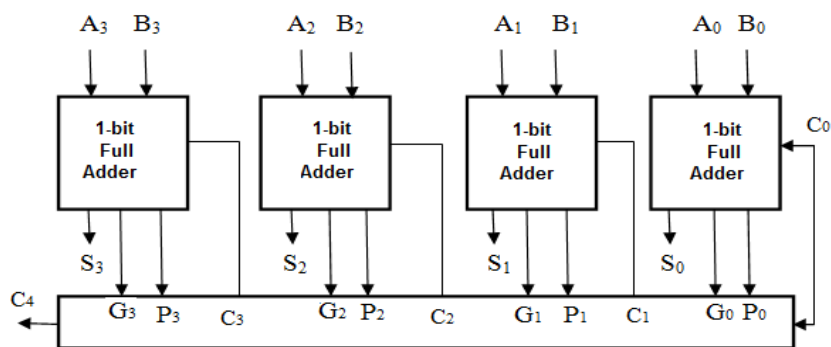 A₃ B₃ A₂ B₂ A₁ B₁ A₀ B₀
1-bit Full Adder
1-bit Full Adder
1-bit Full Adder
1-bit Full Adder
C₀
S₃ S₂ S₁ S₀
C₄
G₃ P₃ C₃ G₂ P₂ C₂ G₁ P₁ C₁ G₀ P₀